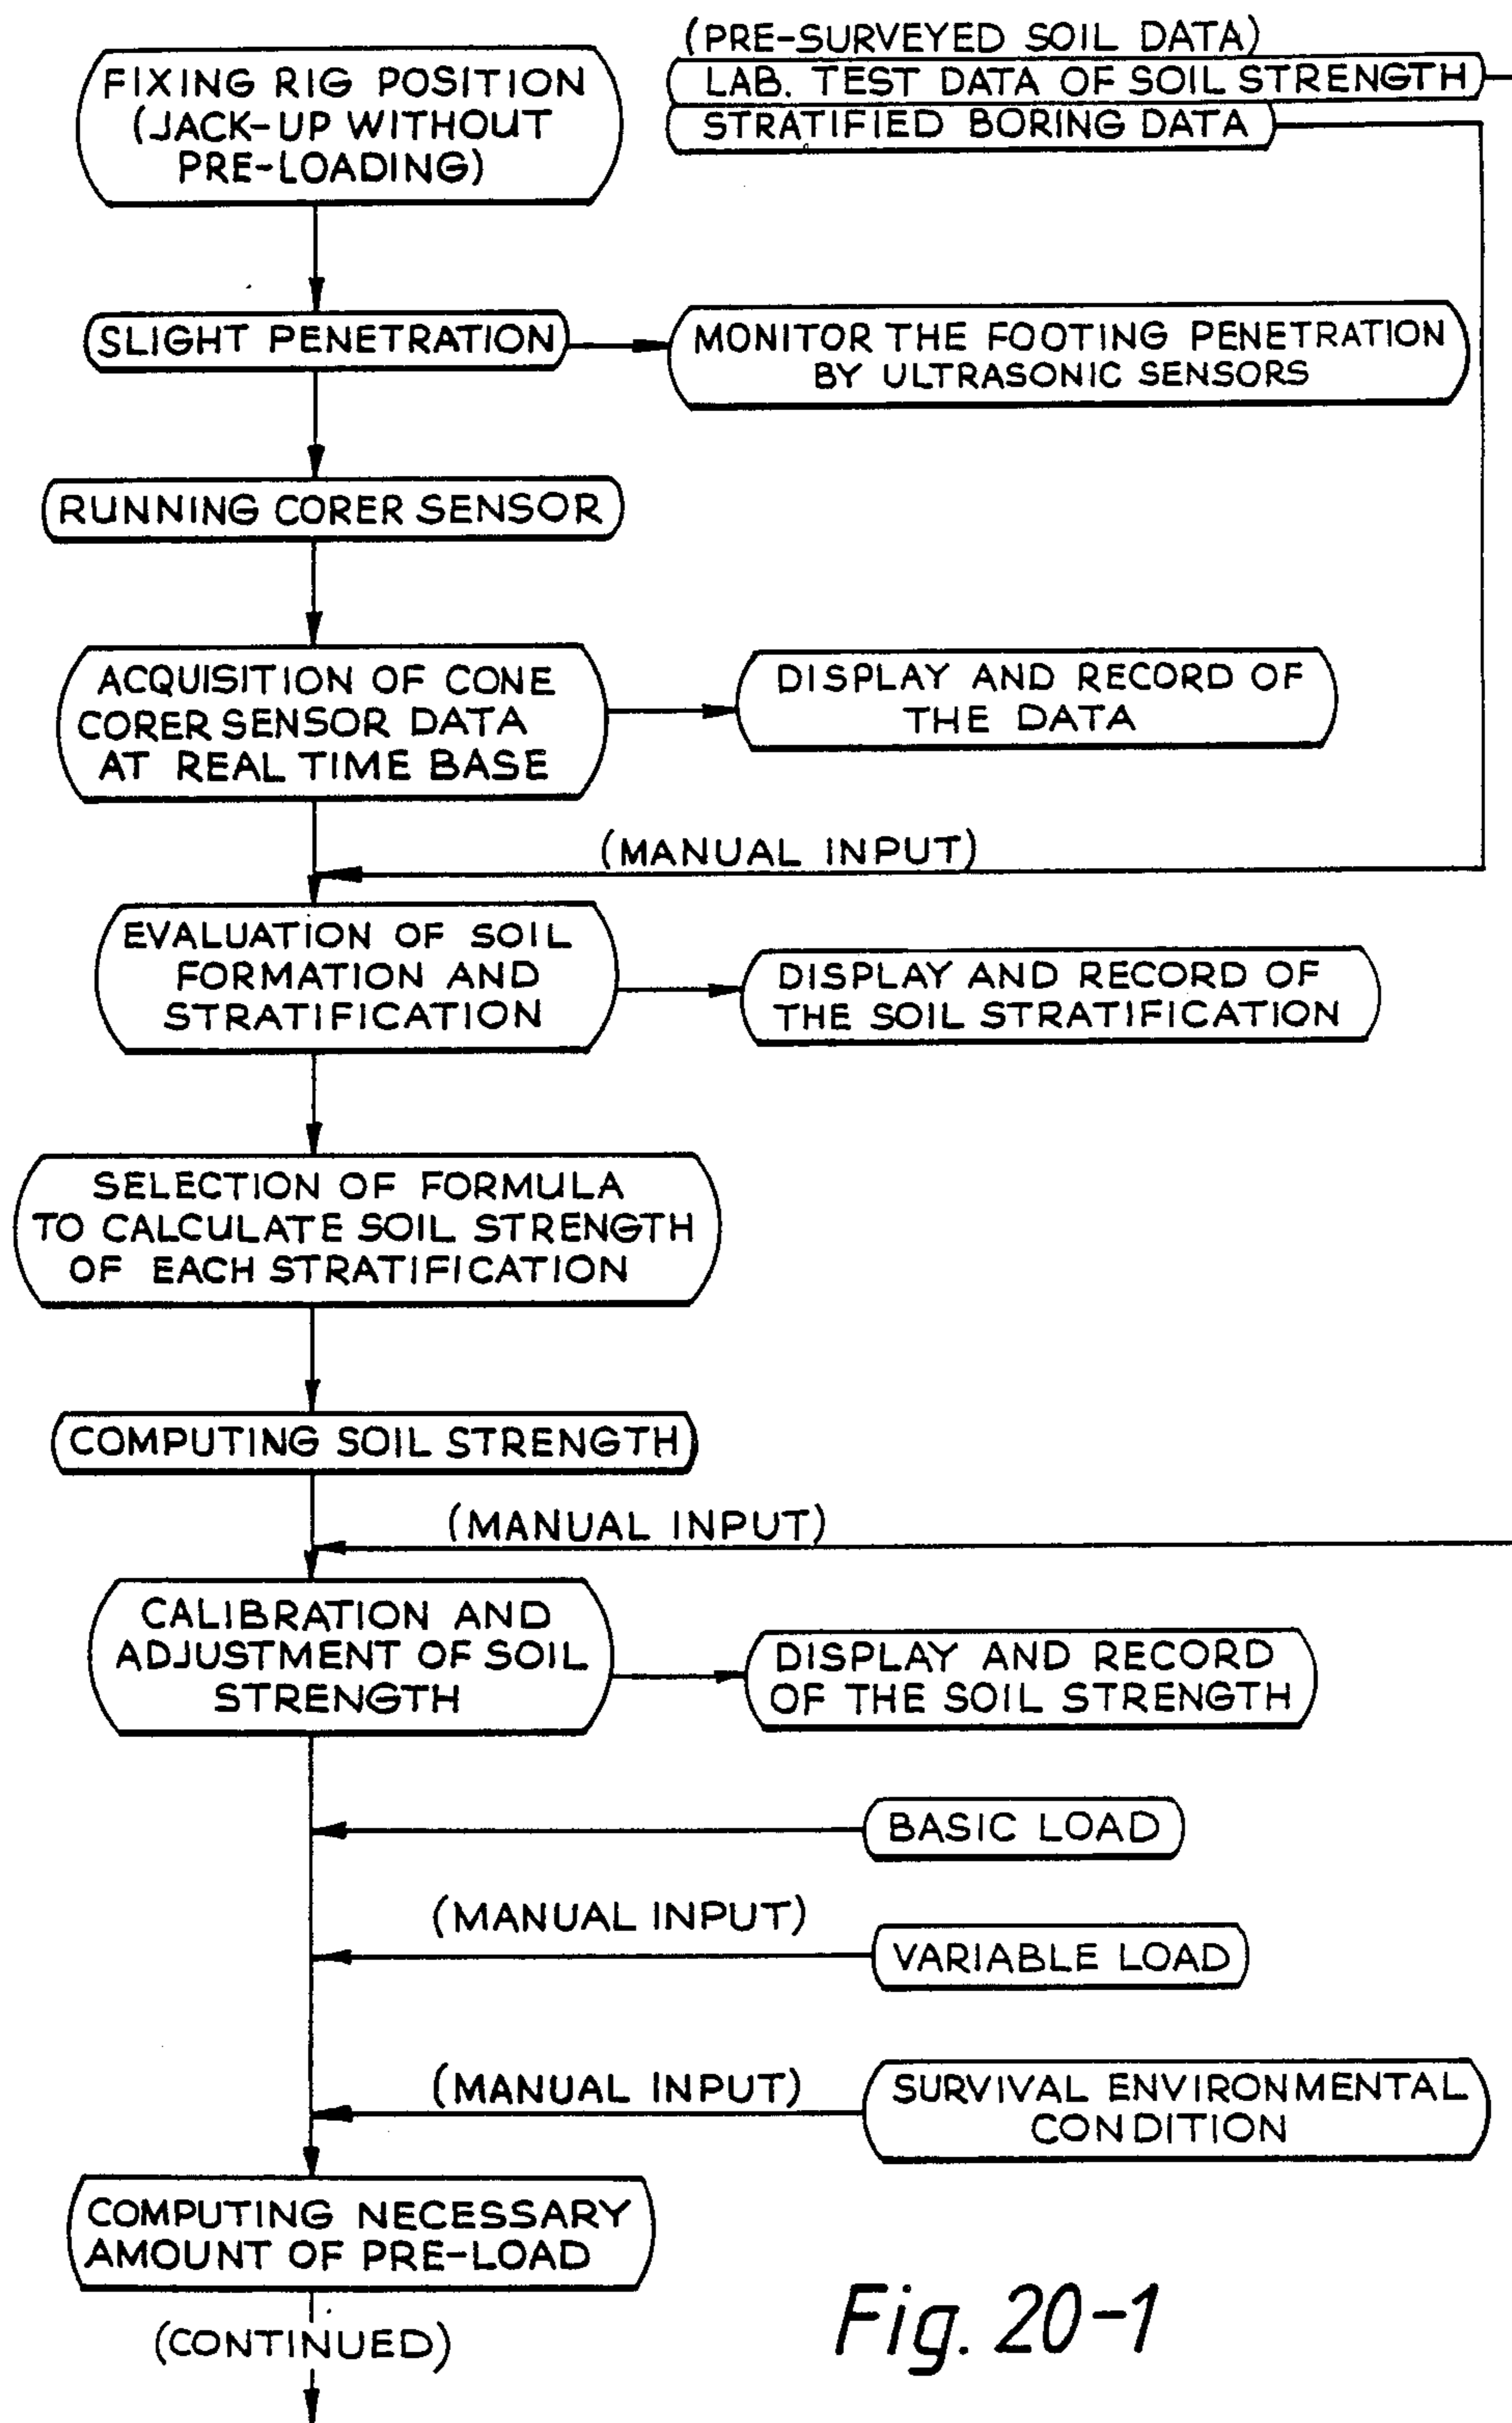 (PRE-SURVEYED SOIL DATA)
LAB. TEST DATA OF SOIL STRENGTH
STRATIFIED BORING DATA
FIXING RIG POSITION
(JACK-UP WITHOUT
PRE-LOADING)
SLIGHT PENETRATION
MONITOR THE FOOTING PENETRATION
BY ULTRASONIC SENSORS
RUNNING CORER SENSOR
ACQUISITION OF CONE
CORER SENSOR DATA
AT REAL TIME BASE
DISPLAY AND RECORD OF
THE DATA
(MANUAL INPUT)
EVALUATION OF SOIL
FORMATION AND
STRATIFICATION
DISPLAY AND RECORD OF
THE SOIL STRATIFICATION
SELECTION OF FORMULA
TO CALCULATE SOIL STRENGTH
OF EACH STRATIFICATION
COMPUTING SOIL STRENGTH
(MANUAL INPUT)
CALIBRATION AND
ADJUSTMENT OF SOIL
STRENGTH
DISPLAY AND RECORD
OF THE SOIL STRENGTH
BASIC LOAD
(MANUAL INPUT)
VARIABLE LOAD
(MANUAL INPUT)
SURVIVAL ENVIRONMENTAL
CONDITION
COMPUTING NECESSARY
AMOUNT OF PRE-LOAD
(CONTINUED)
Fig. 20-1